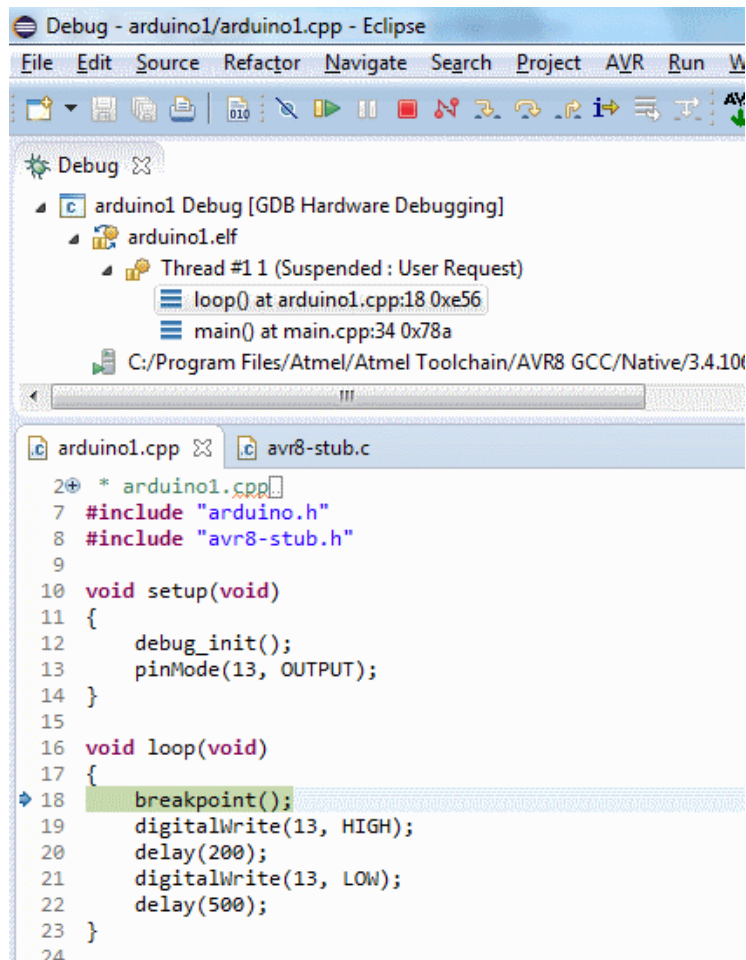 Debug - arduino1/arduino1.cpp - Eclipse
File Edit Source Refactor Navigate Search Project AVR Run W
010 i AV
Debug
c arduino1 Debug [GDB Hardware Debugging]
arduino1.elf
Thread #1 1 (Suspended : User Request)
loop() at arduino1.cpp:18 0xe56
main() at main.cpp:34 0x78a
C:/Program Files/Atmel/Atmel Toolchain/AVR8 GCC/Native/3.4.106
.c arduino1.cpp .c avr8-stub.c
2 * arduino1.cpp
7 #include "arduino.h"
8 #include "avr8-stub.h"
9
10 void setup(void)
11 {
12 debug_init();
13 pinMode(13, OUTPUT);
14 }
15
16 void loop(void)
17 {
18 breakpoint();
19 digitalWrite(13, HIGH);
20 delay(200);
21 digitalWrite(13, LOW);
22 delay(500);
23 }
24